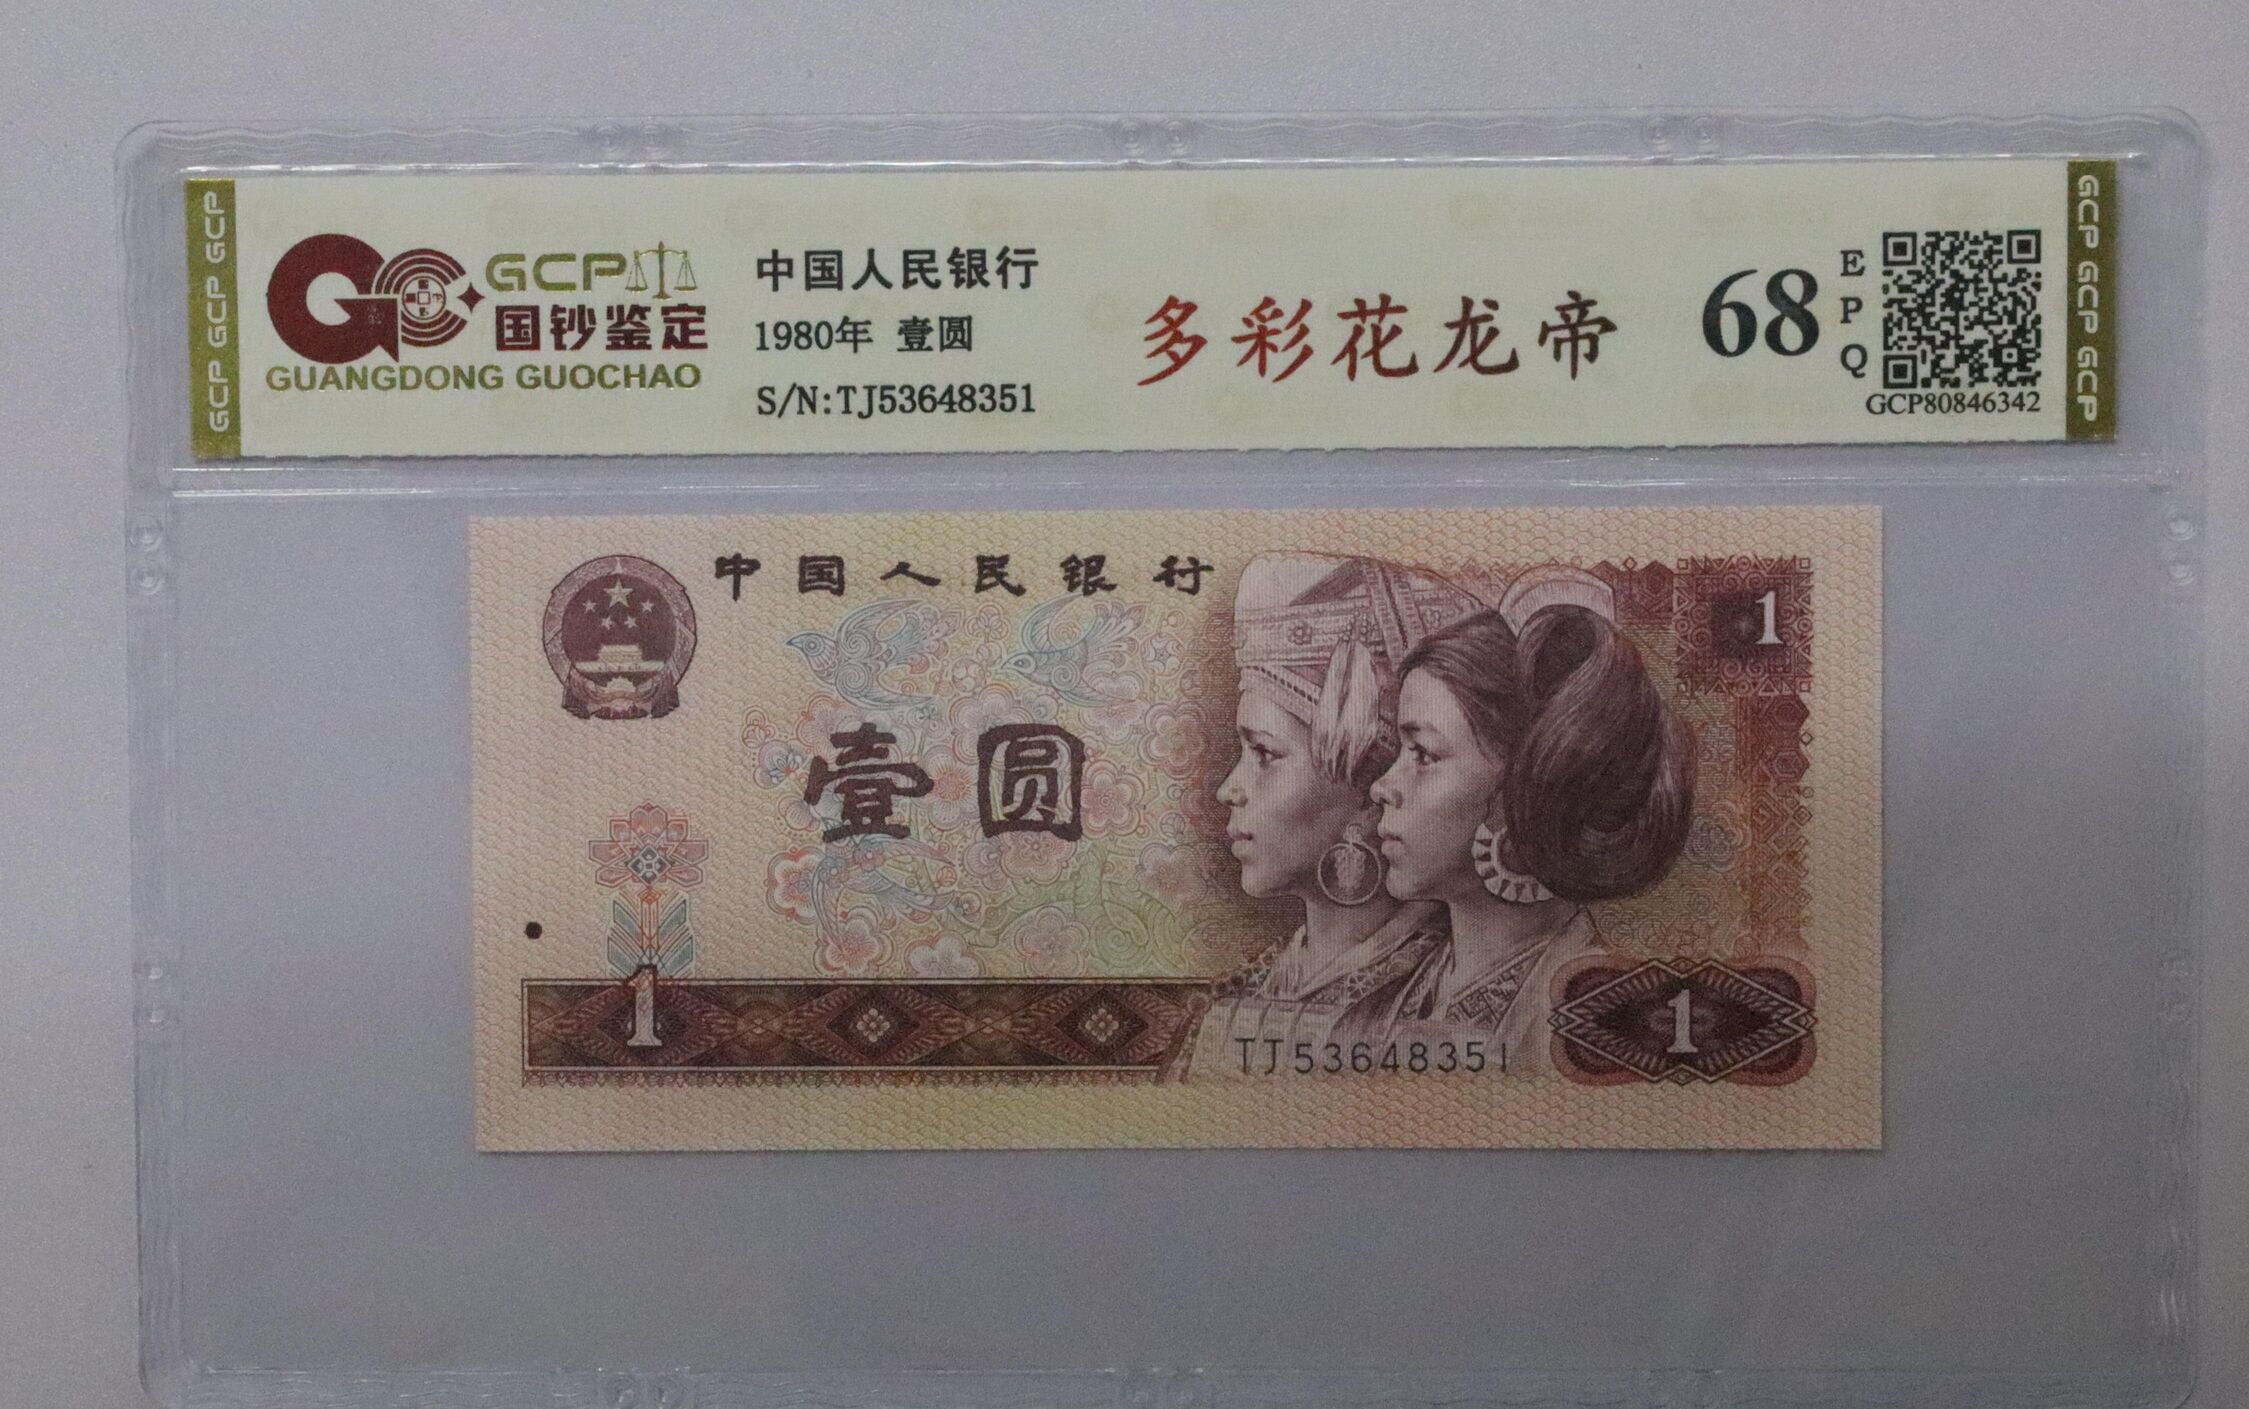 GCP GCP GCP
GCP
国钞鉴定
GUANGDONG GUOCHAO
中国人民银行
1980年 壹圆
S/N:TJ53648351
多彩花龙帝
68
EPQ
GCP80846342
GCP GCP GCP
中国人民银行
1
壹圆
1
1
TJ53648351